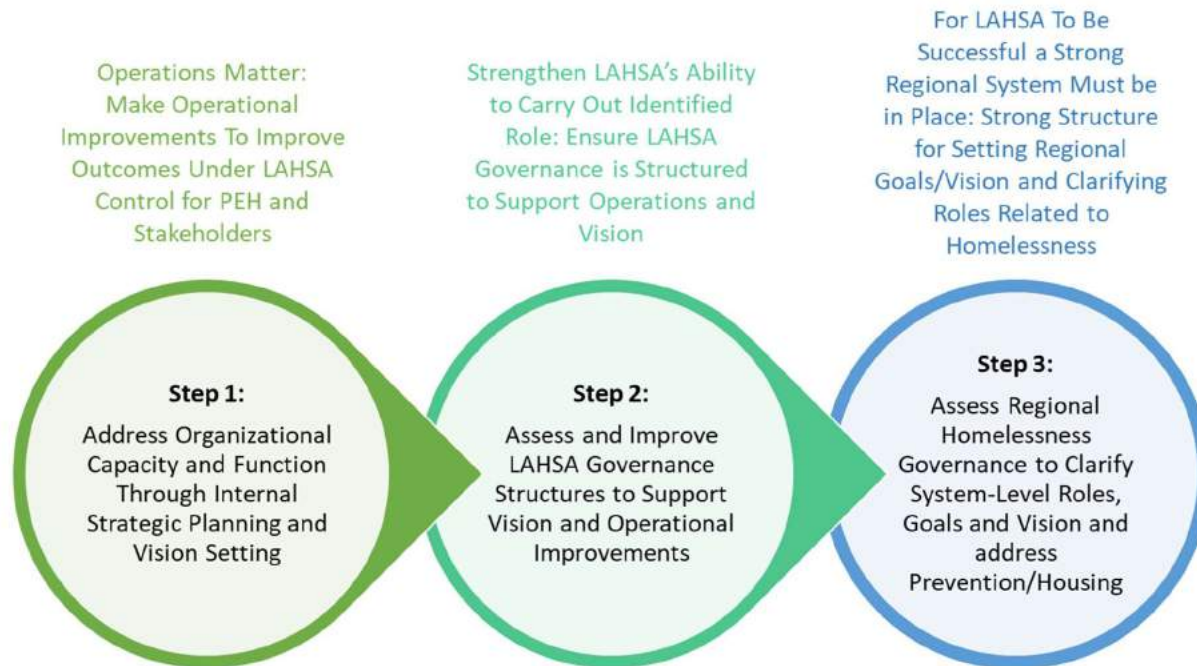 Operations Matter:
Make Operational
Improvements To Improve
Outcomes Under LAHSA
Control for PEH and
Stakeholders
Strengthen LAHSA's Ability
to Carry Out Identified
Role: Ensure LAHSA
Governance is Structured
to Support Operations and
Vision
For LAHSA To Be
Successful a Strong
Regional System Must be
in Place: Strong Structure
for Setting Regional
Goals/Vision and Clarifying
Roles Related to
Homelessness
Step 1:
Address Organizational
Capacity and Function
Through Internal
Strategic Planning and
Vision Setting
Step 2:
Assess and Improve
LAHSA Governance
Structures to Support
Vision and Operational
Improvements
Step 3:
Assess Regional
Homelessness
Governance to Clarify
System-Level Roles,
Goals and Vision and
address
Prevention/Housing